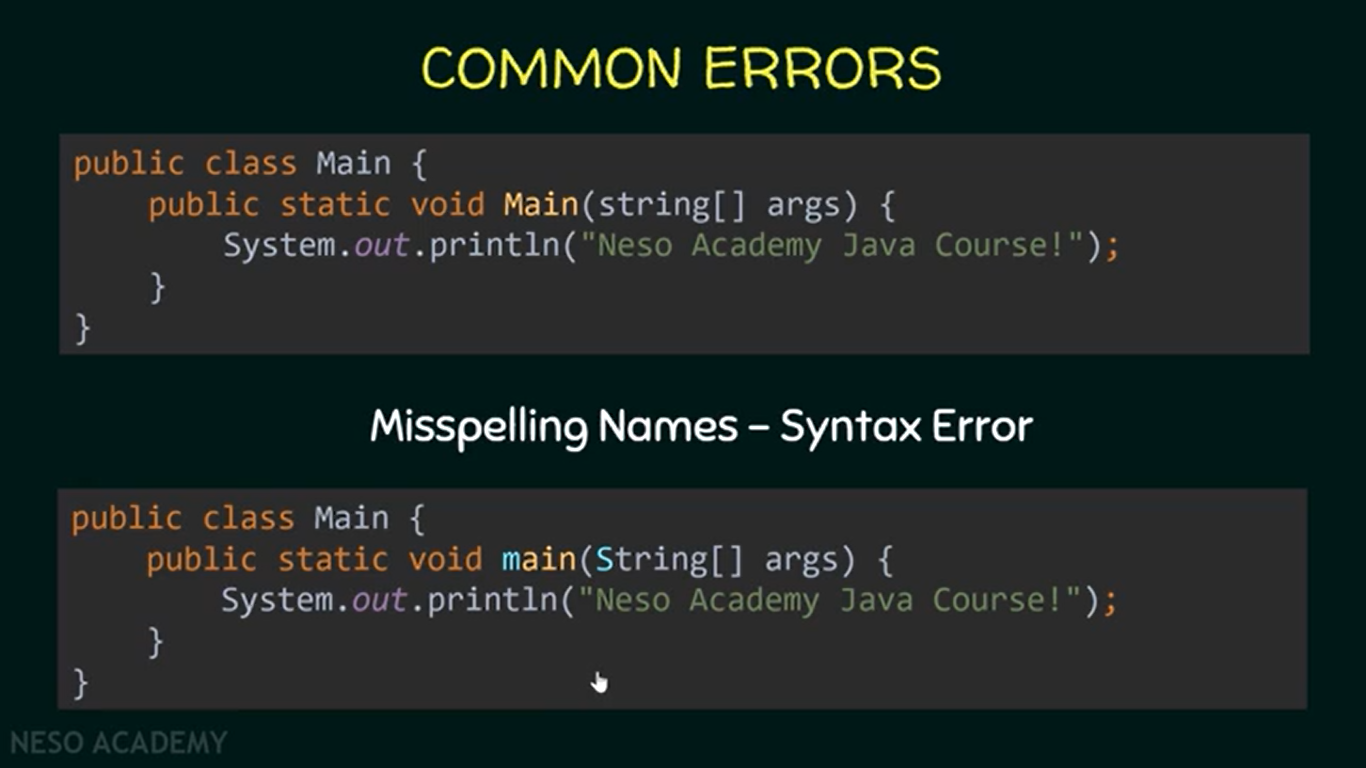 COMMON ERRORS
public class Main {
    public static void Main(string[] args) {
        System.out.println("Neso Academy Java Course!");
    }
}
Misspelling Names – Syntax Error
public class Main {
    public static void main(String[] args) {
        System.out.println("Neso Academy Java Course!");
    }
}
NESO ACADEMY